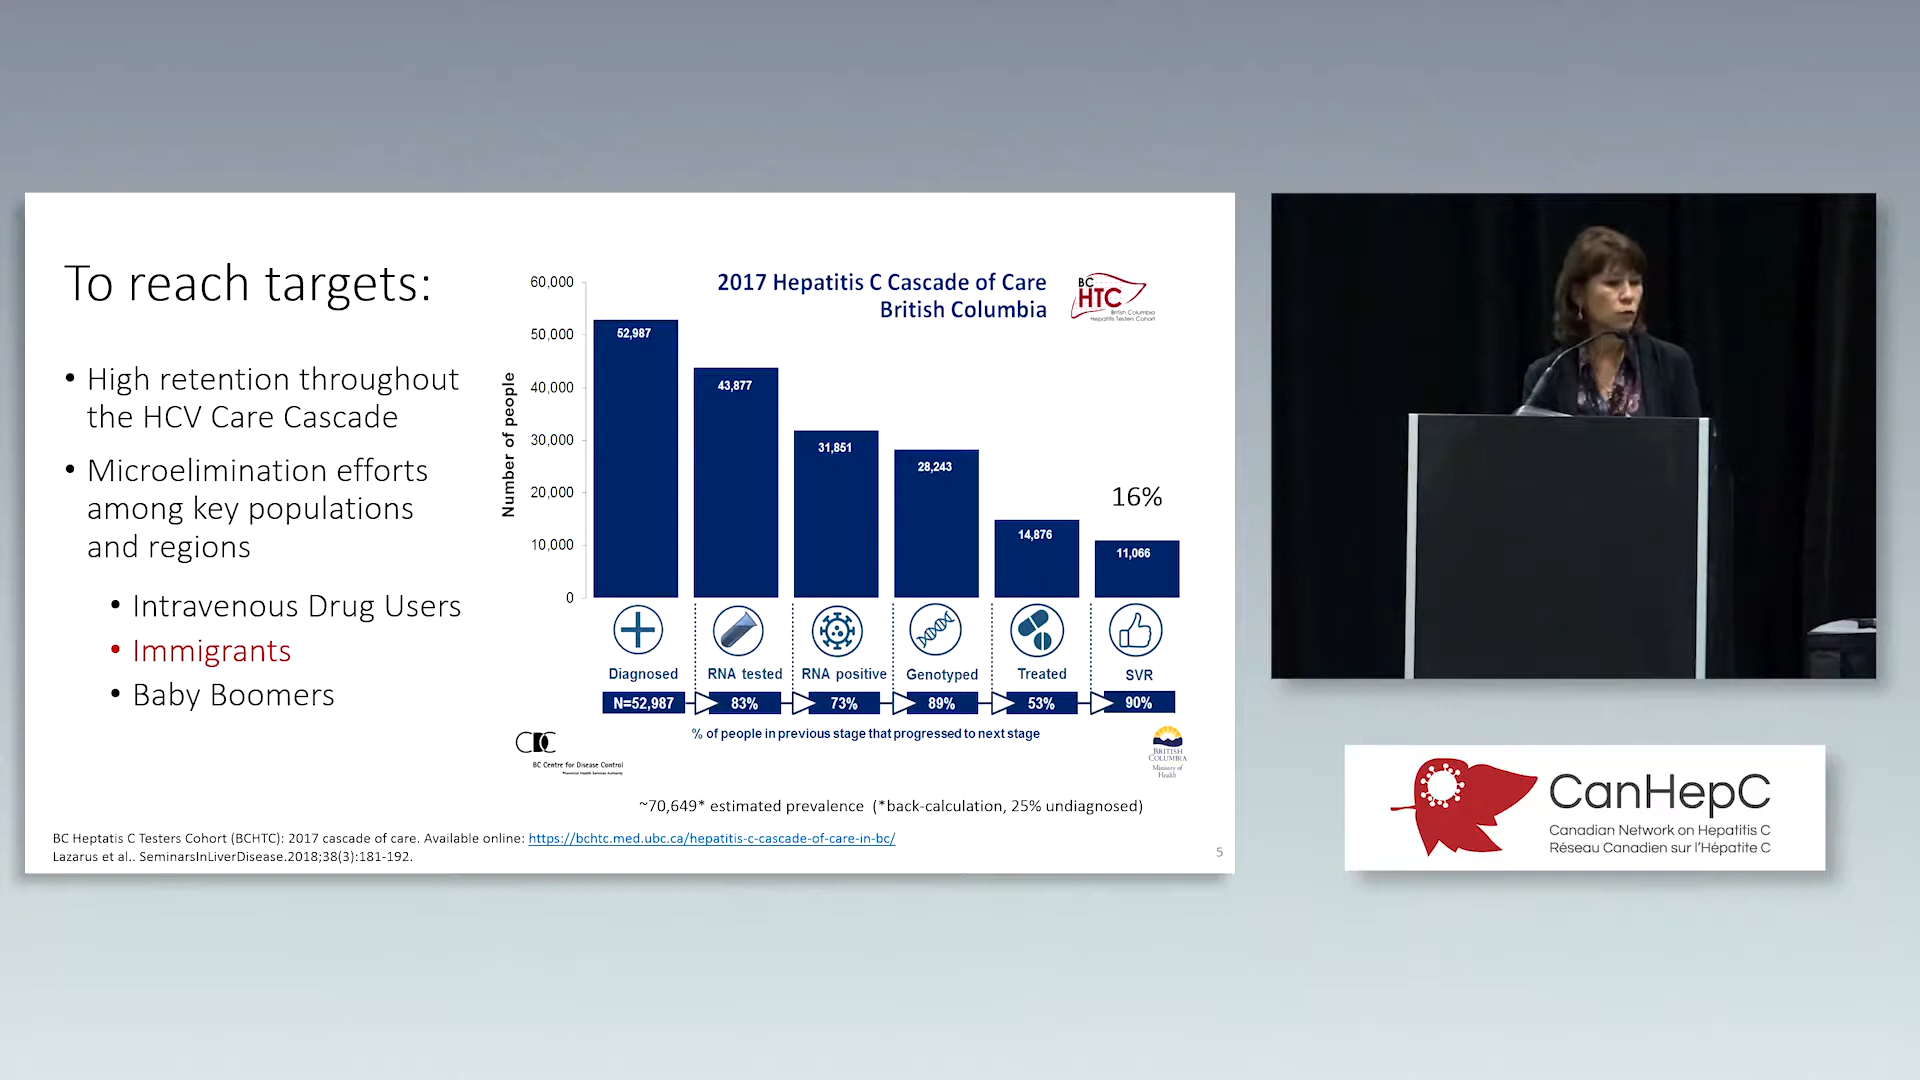 To reach targets:
• High retention throughout
the HCV Care Cascade
• Microelimination efforts
among key populations
and regions
• Intravenous Drug Users
• Immigrants
• Baby Boomers
2017 Hepatitis C Cascade of Care
British Columbia
BC
HTC
British Columbia
Hepatitis Testers Cohort
Number of people
60,000
50,000
40,000
30,000
20,000
10,000
0
52,987
43,877
31,851
28,243
14,876
11,066
16%
Diagnosed
RNA tested
RNA positive
Genotyped
Treated
SVR
N=52,987
83%
73%
89%
53%
90%
% of people in previous stage that progressed to next stage
CDC
BC Centre for Disease Control
Provincial Health Services Authority
BRITISH
COLUMBIA
Ministry of
Health
~70,649* estimated prevalence (*back-calculation, 25% undiagnosed)
BC Heptatis C Testers Cohort (BCHTC): 2017 cascade of care. Available online: https://bchtc.med.ubc.ca/hepatitis-c-cascade-of-care-in-bc/
Lazarus et al.. SeminarsInLiverDisease.2018;38(3):181-192.
5
CanHepC
Canadian Network on Hepatitis C
Réseau Canadien sur l'Hépatite C